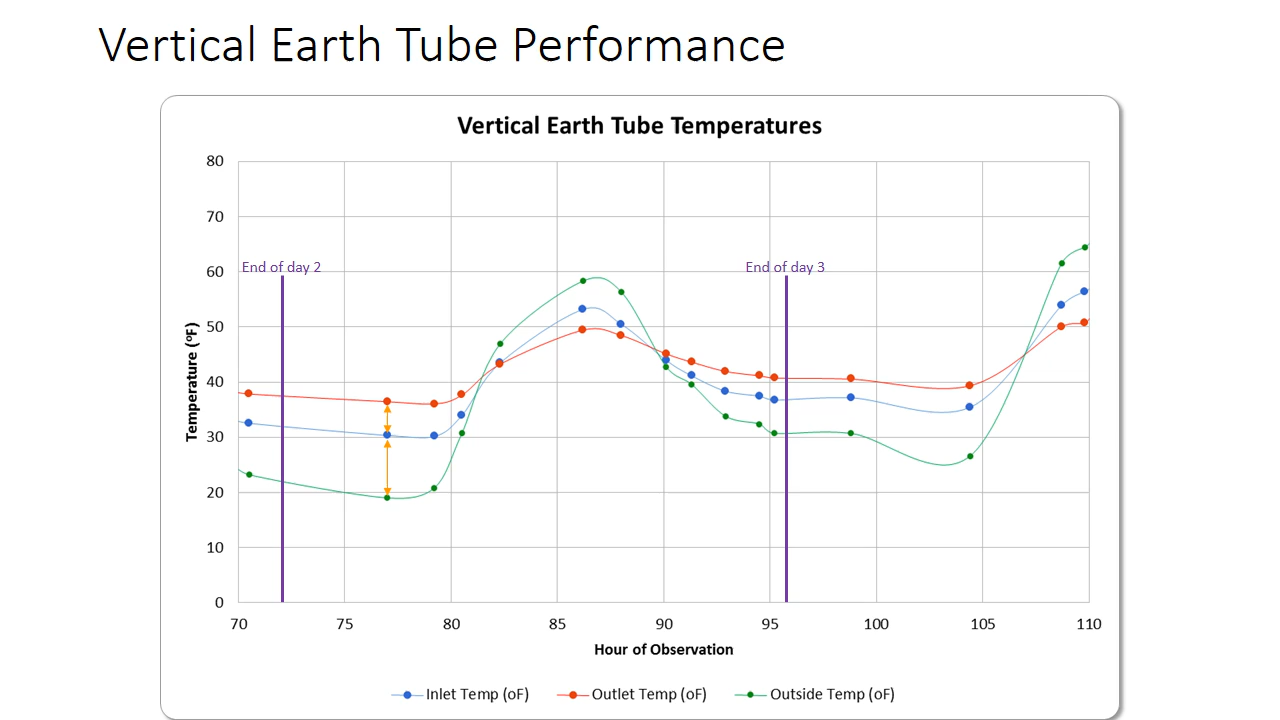 Vertical Earth Tube Performance
Vertical Earth Tube Temperatures
80
70
60
50
40
30
20
10
0
Temperature (ºF)
End of day 2
End of day 3
70 75 80 85 90 95 100 105 110
Hour of Observation
Inlet Temp (oF) Outlet Temp (oF) Outside Temp (oF)